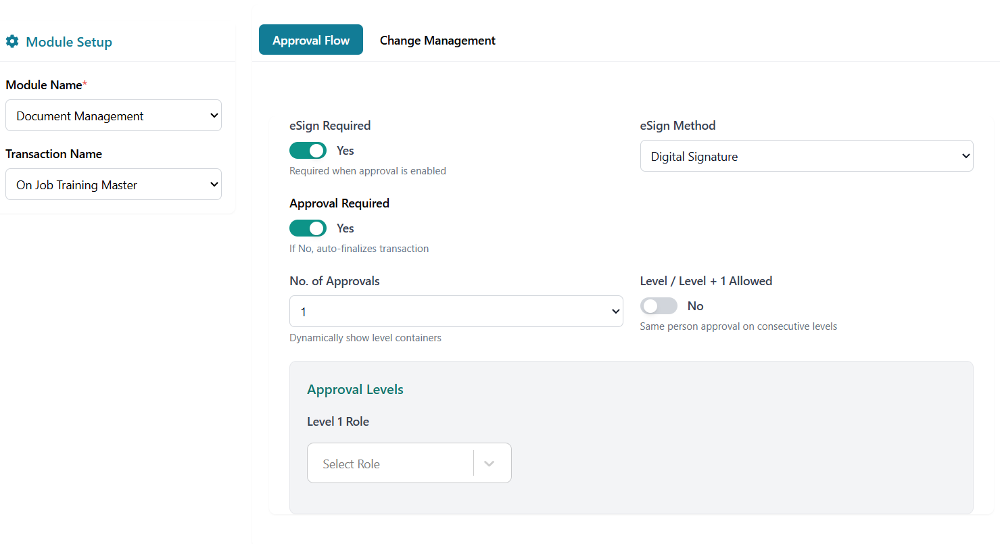 Module Setup
Module Name*
Document Management
Transaction Name
On Job Training Master
Approval Flow
Change Management
eSign Required
Yes
Required when approval is enabled
eSign Method
Digital Signature
Approval Required
Yes
If No, auto-finalizes transaction
No. of Approvals
1
Dynamically show level containers
Level / Level + 1 Allowed
No
Same person approval on consecutive levels
Approval Levels
Level 1 Role
Select Role